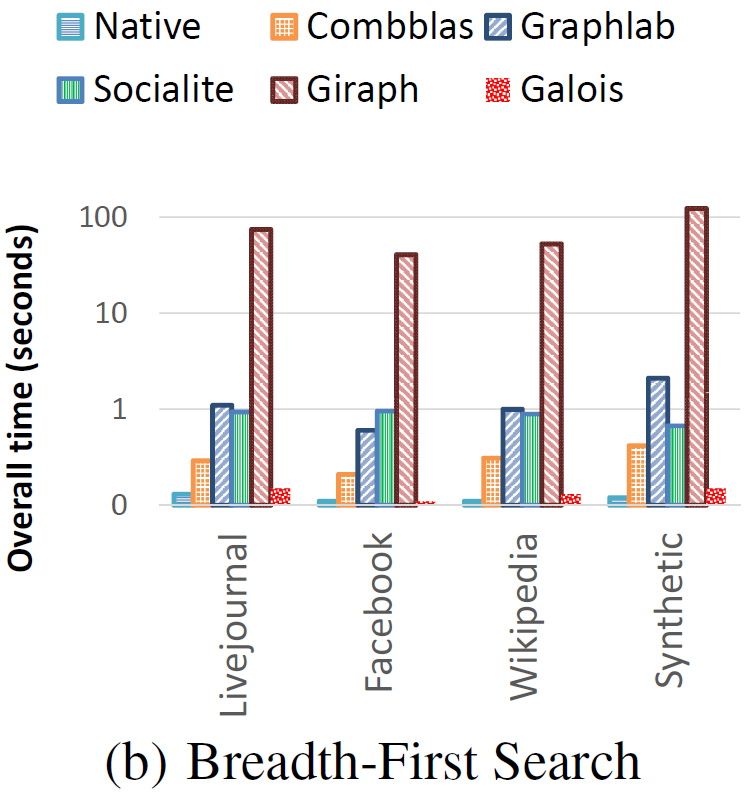 Native Combblas Graphlab
Socialite Giraph Galois
Overall time (seconds)
100
10
1
0
Livejournal
Facebook
Wikipedia
Synthetic
(b) Breadth-First Search